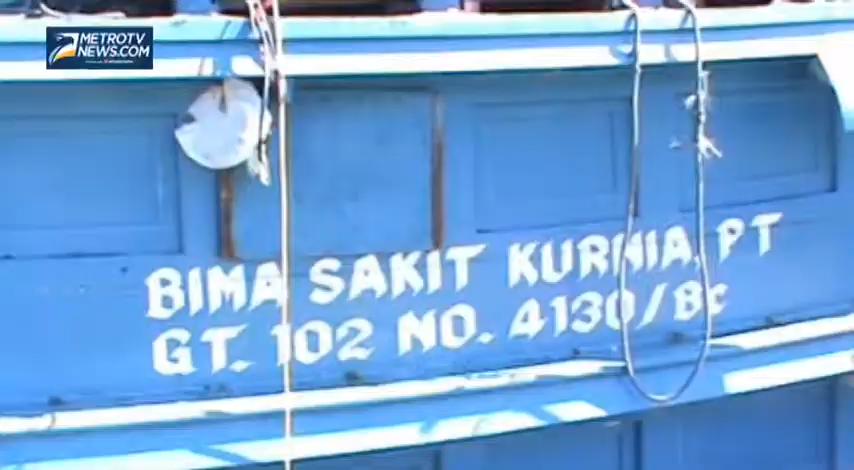 METROTV
NEWS.COM
BIMA SAKIT KURNIA, PT
GT. 102 NO. 4130/Bc